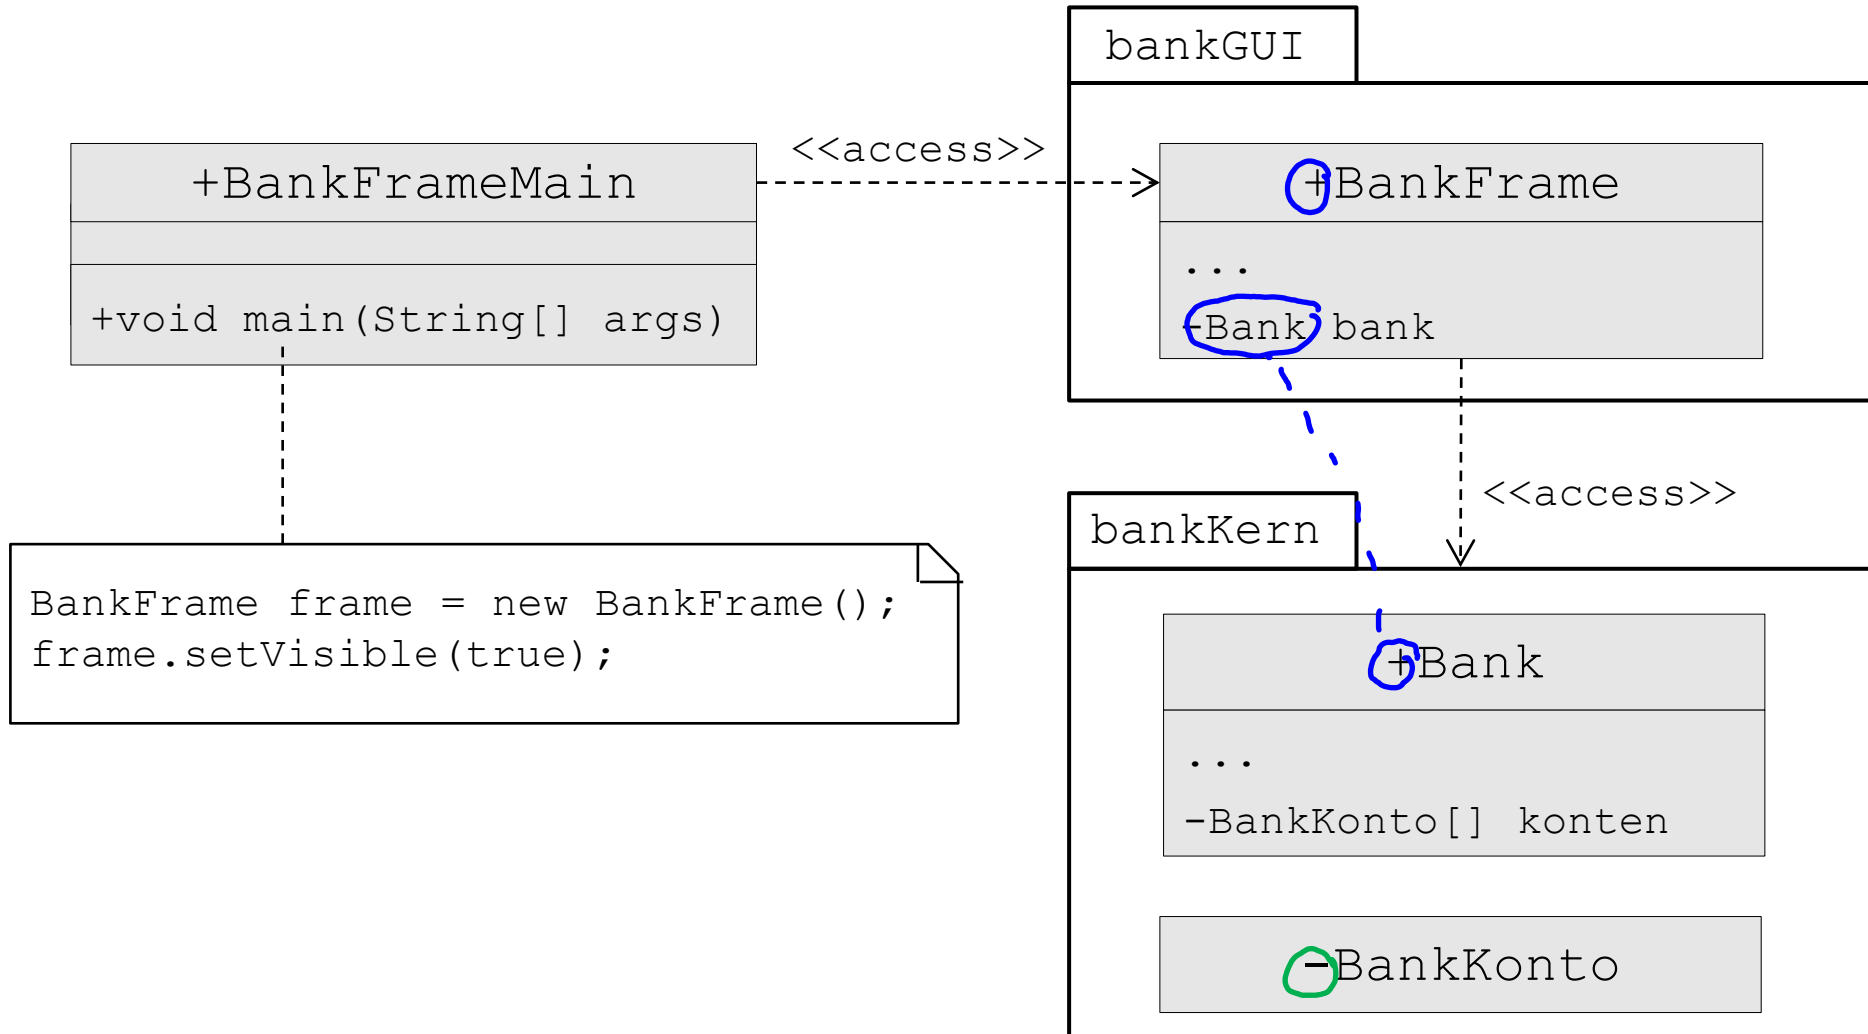 bankGUI
+BankFrameMain
+void main(String[] args)
<<access>>
+BankFrame
...
-Bank bank
<<access>>
BankFrame frame = new BankFrame();
frame.setVisible(true);
bankKern
+Bank
...
-BankKonto[] konten
-BankKonto